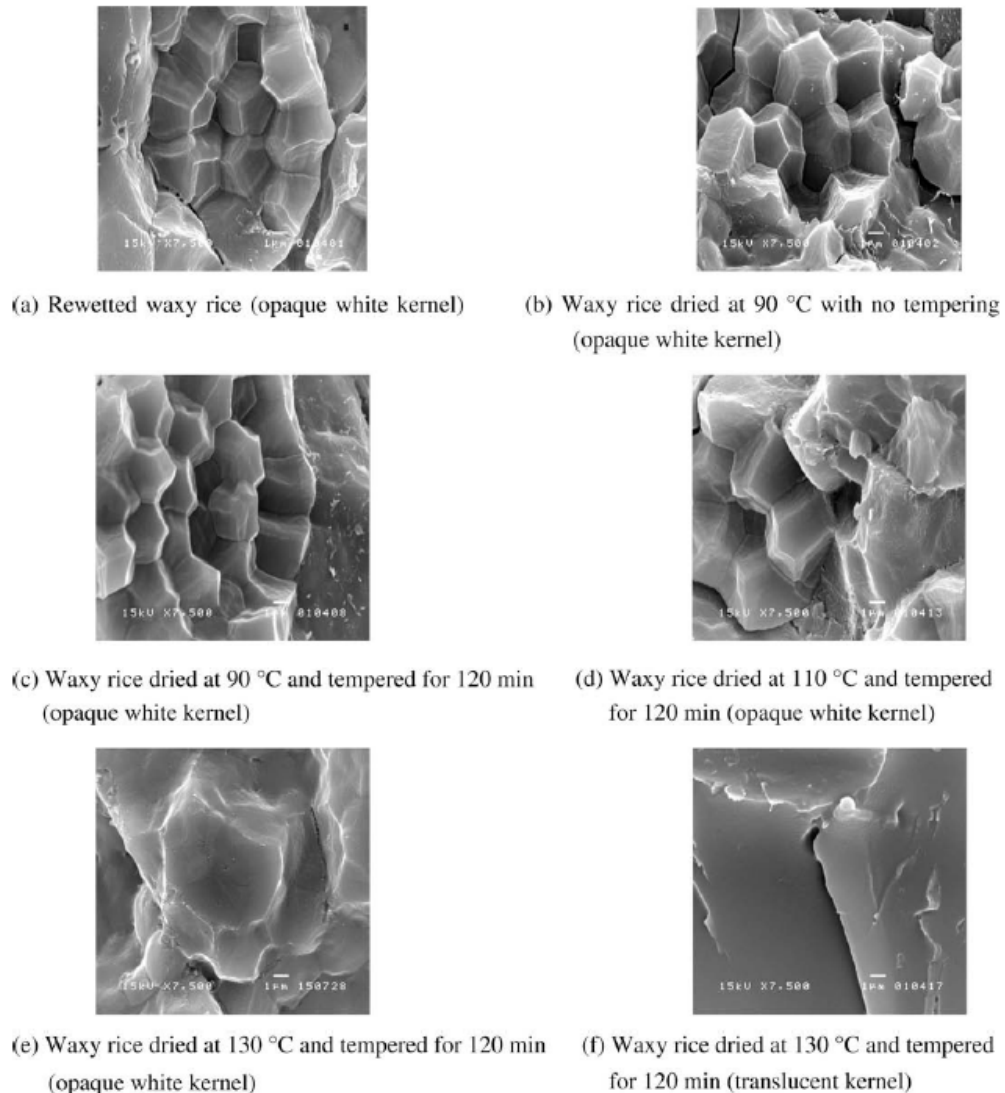 15kV X7,500 1μm 010401
15kV X7,500 1μm 010402
(a) Rewetted waxy rice (opaque white kernel)
(b) Waxy rice dried at 90 °C with no tempering
(opaque white kernel)
15kV X7,500 1μm 010408
15kV X7,500 1μm 010413
(c) Waxy rice dried at 90 °C and tempered for 120 min
(opaque white kernel)
(d) Waxy rice dried at 110 °C and tempered
for 120 min (opaque white kernel)
15kV X7,500 1μm 150728
15kV X7,500 1μm 010417
(e) Waxy rice dried at 130 °C and tempered for 120 min
(opaque white kernel)
(f) Waxy rice dried at 130 °C and tempered
for 120 min (translucent kernel)